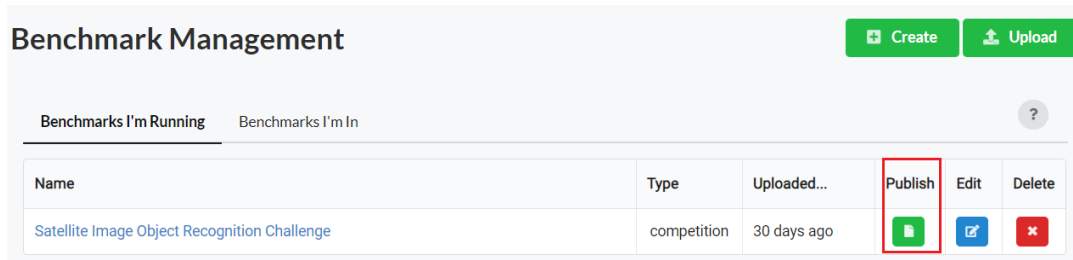 Benchmark Management
Create
Upload
Benchmarks I'm Running
Benchmarks I'm In
?
Name Type Uploaded... Publish Edit Delete
Satellite Image Object Recognition Challenge competition 30 days ago